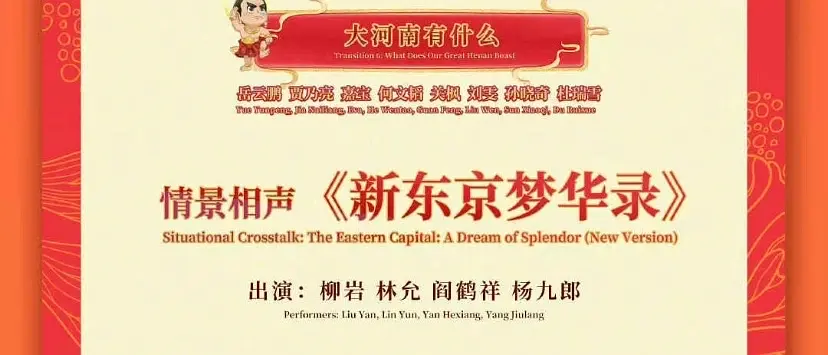 大河南有什么
Transition 6: What Does Our Great Henan Boast
岳云鹏 贾乃亮 嘉宝 何文韬 关枫 刘雯 孙晓奇 杜瑞雪
Yue Yunpeng, Jia Nailiang, Eva, He Wentao, Guan Feng, Liu Wen, Sun Xiaoqi, Du Ruixue
情景相声《新东京梦华录》
Situational Crosstalk: The Eastern Capital: A Dream of Splendor (New Version)
出演：柳岩 林允 阎鹤祥 杨九郎
Performers: Liu Yan, Lin Yun, Yan Hexiang, Yang Jiulang